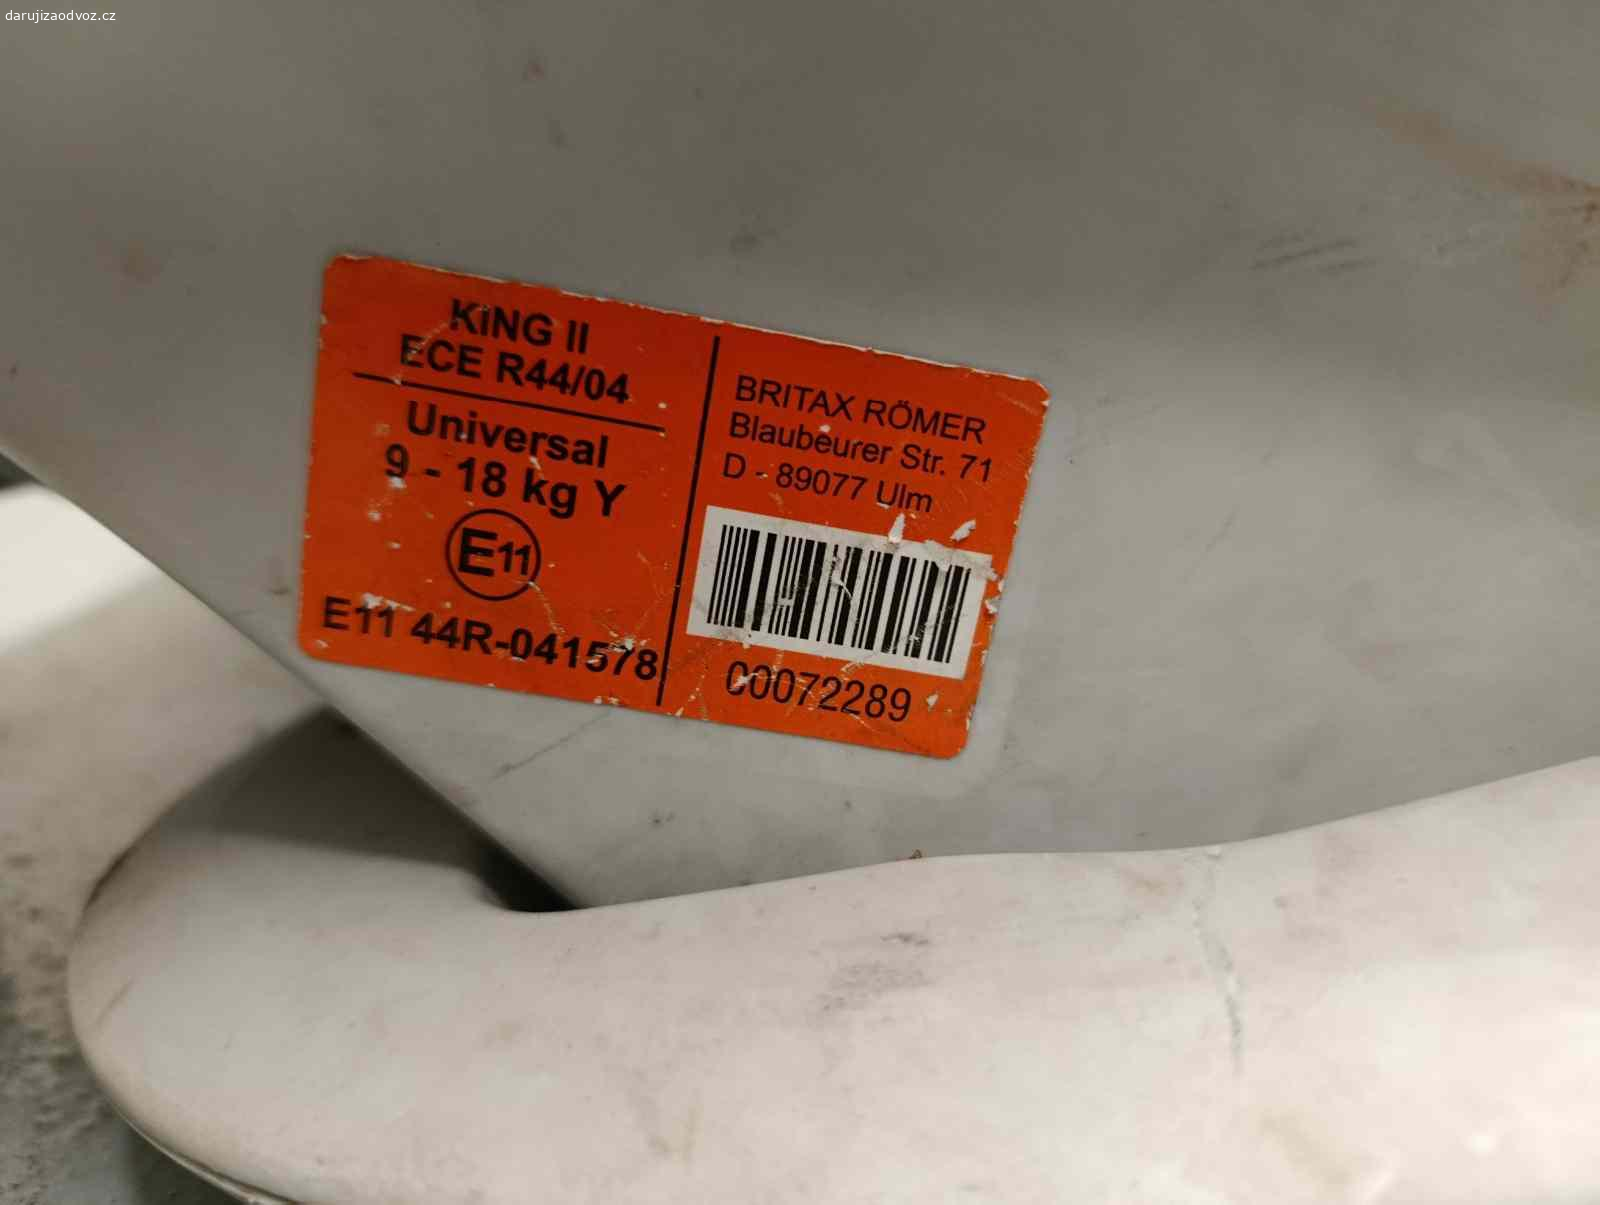 darujizaodvoz.cz
KING II
ECE R44/04
Universal
9 - 18 kg Y
E11
E11 44R-041578
BRITAX RÖMER
Blaubeurer Str. 71
D - 89077 Ulm
00072289